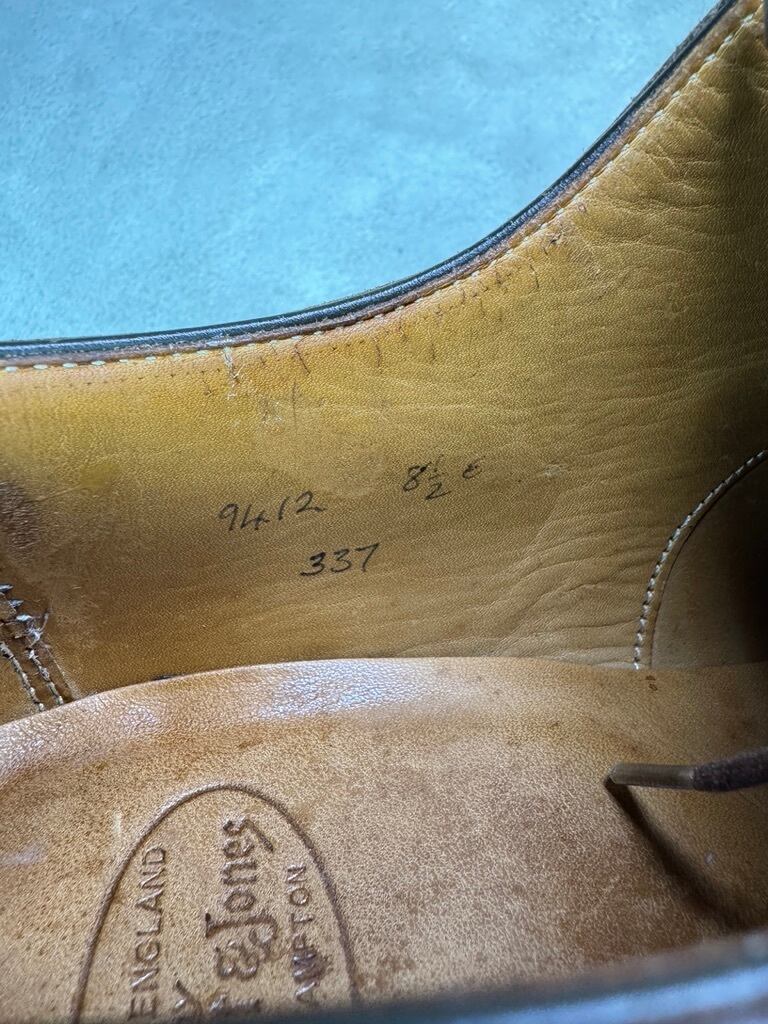 9412 8½ E
337
ENGLAND
& Jones